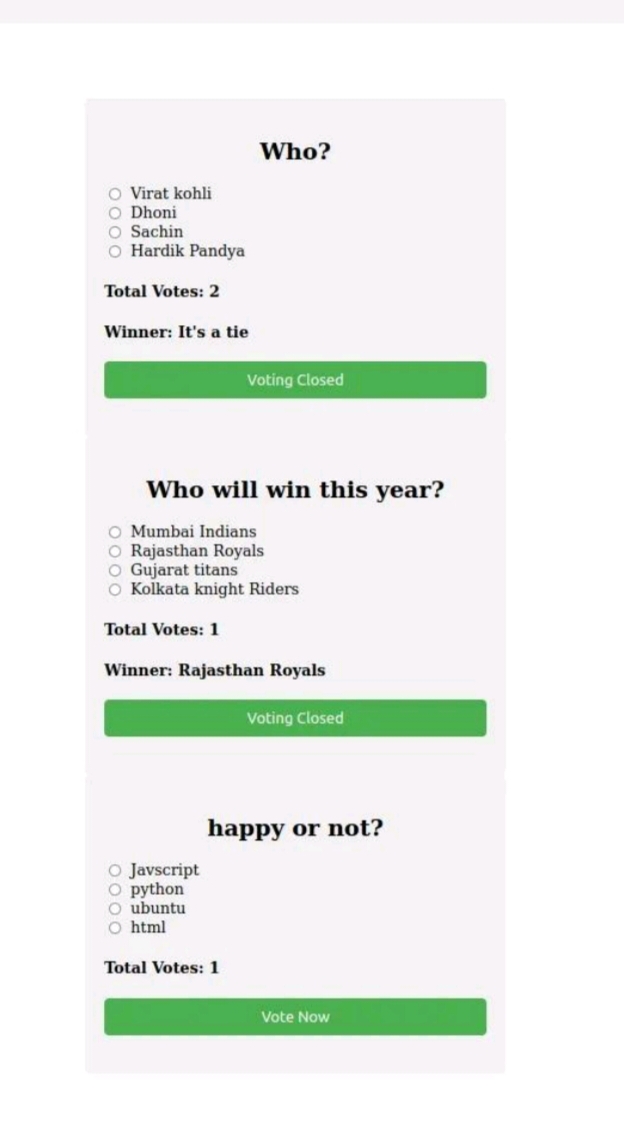 Who?
Virat kohli
Dhoni
Sachin
Hardik Pandya
Total Votes: 2
Winner: It's a tie
Voting Closed
Who will win this year?
Mumbai Indians
Rajasthan Royals
Gujarat titans
Kolkata knight Riders
Total Votes: 1
Winner: Rajasthan Royals
Voting Closed
happy or not?
Javscript
python
ubuntu
html
Total Votes: 1
Vote Now